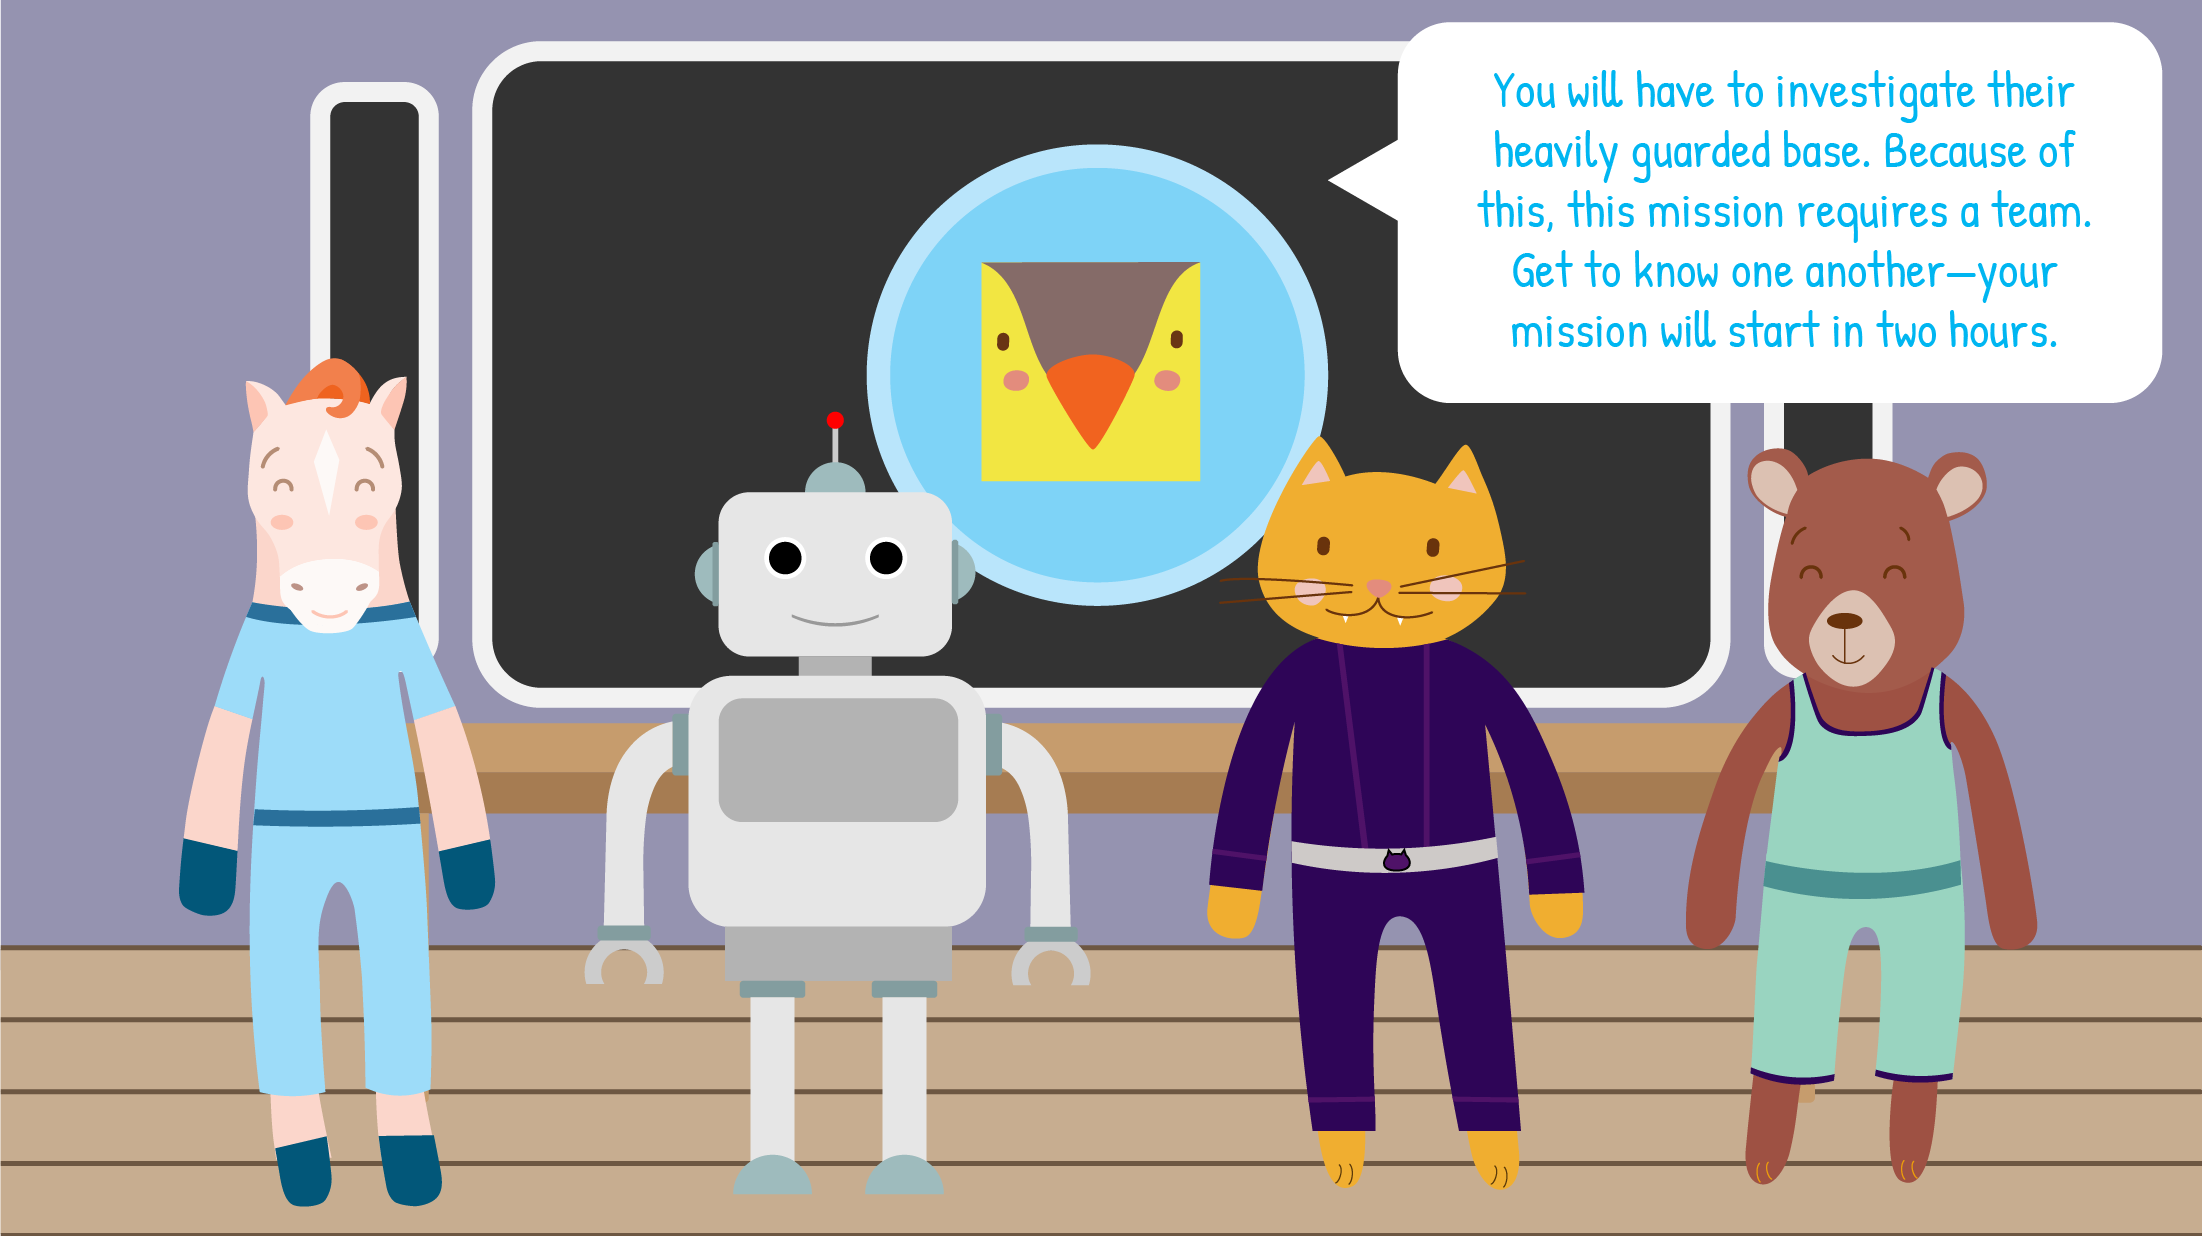 You will have to investigate their
heavily guarded base. Because of
this, this mission requires a team.
Get to know one another—your
mission will start in two hours.